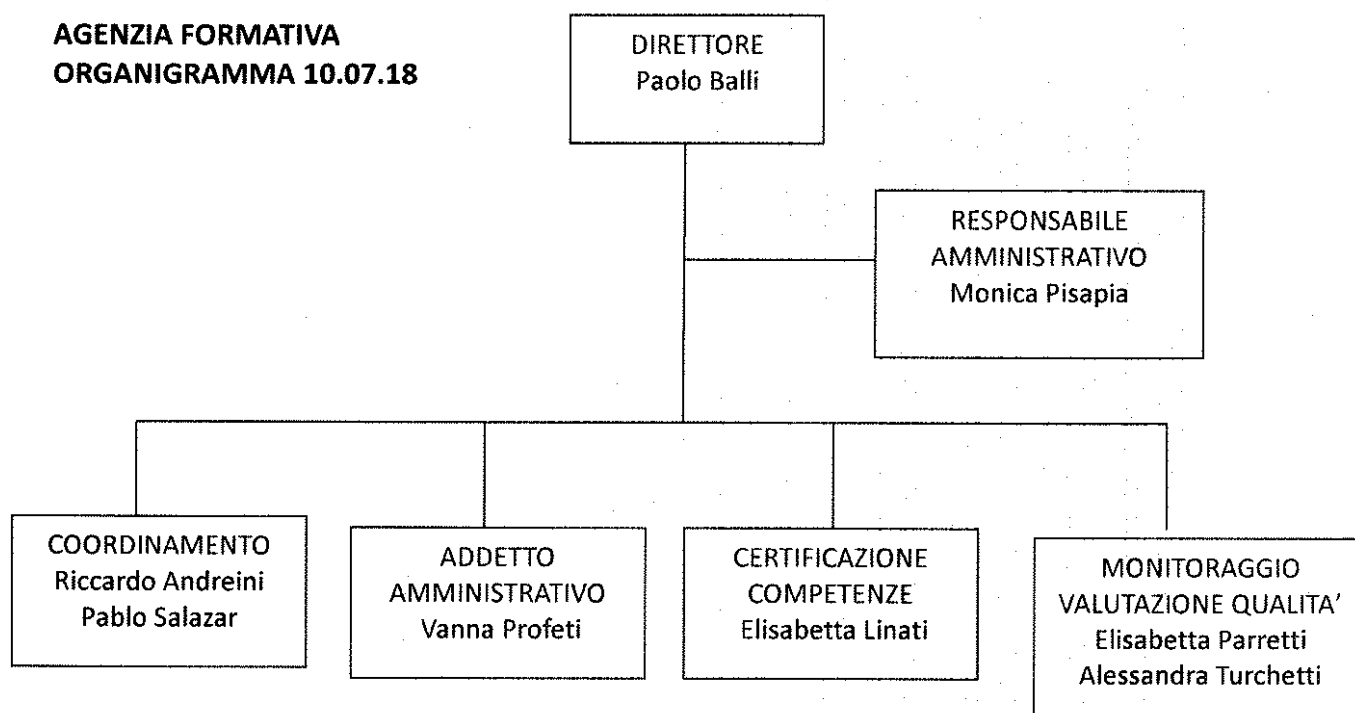 AGENZIA FORMATIVA
ORGANIGRAMMA 10.07.18
DIRETTORE
Paolo Balli
RESPONSABILE
AMMINISTRATIVO
Monica Pisapia
COORDINAMENTO
Riccardo Andreini
Pablo Salazar
ADDETTO
AMMINISTRATIVO
Vanna Profeti
CERTIFICAZIONE
COMPETENZE
Elisabetta Linati
MONITORAGGIO
VALUTAZIONE QUALITA’
Elisabetta Parretti
Alessandra Turchetti